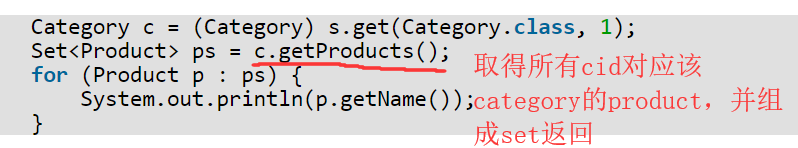 Category c = (Category) s.get(Category.class, 1);
Set<Product> ps = c.getProducts();
for (Product p : ps) {
    System.out.println(p.getName());
}
取得所有cid对应该
category的product，并组
成set返回